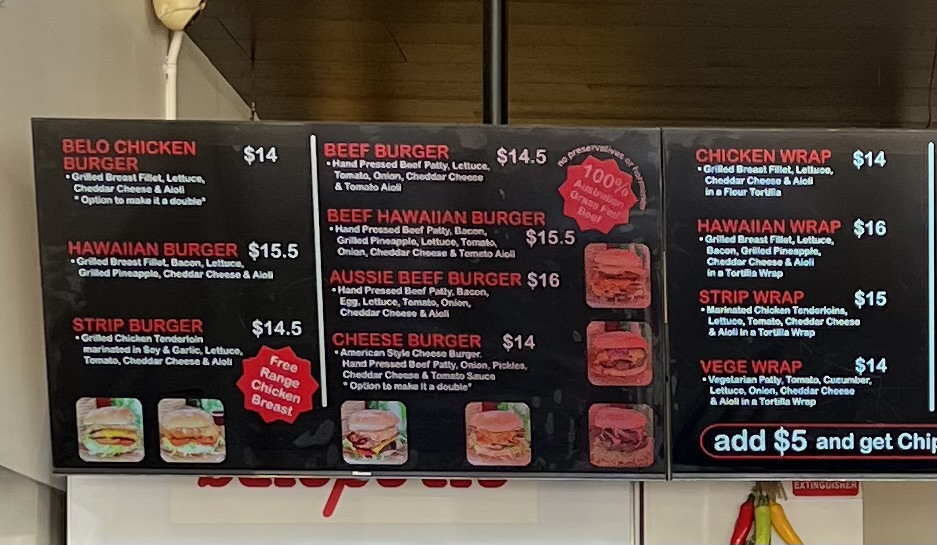 BELO CHICKEN
BURGER
$14
• Grilled Breast Fillet, Lettuce,
Cheddar Cheese & Aioli
* Option to make it a double*
HAWAIIAN BURGER $15.5
• Grilled Breast Fillet, Bacon, Lettuce,
Grilled Pineapple, Cheddar Cheese & Aioli
STRIP BURGER $14.5
• Grilled Chicken Tenderloin
marinated in Soy & Garlic, Lettuce,
Tomato, Cheddar Cheese & Aioli
Free
Range
Chicken
Breast
BEEF BURGER $14.5
• Hand Pressed Beef Patty, Lettuce,
Tomato, Onion, Cheddar Cheese
& Tomato Aioli
BEEF HAWAIIAN BURGER
$15.5
• Hand Pressed Beef Patty, Bacon,
Grilled Pineapple, Lettuce, Tomato,
Onion, Cheddar Cheese & Tomato Aioli
AUSSIE BEEF BURGER $16
• Hand Pressed Beef Patty, Bacon,
Egg, Lettuce, Tomato, Onion,
Cheddar Cheese & Aioli
CHEESE BURGER $14
• American Style Cheese Burger.
Hand Pressed Beef Patty, Onion, Pickles,
Cheddar Cheese & Tomato Sauce
* Option to make it a double*
no preservatives or
100%
Australian
Grass Fed
Beef
CHICKEN WRAP $14
• Grilled Breast Fillet, Lettuce,
Cheddar Cheese & Aioli
in a Flour Tortilla
HAWAIIAN WRAP $16
• Grilled Breast Fillet, Lettuce,
Bacon, Grilled Pineapple,
Cheddar Cheese & Aioli
in a Tortilla Wrap
STRIP WRAP $15
• Marinated Chicken Tenderloins,
Lettuce, Tomato, Cheddar Cheese
& Aioli in a Tortilla Wrap
VEGE WRAP $14
• Vegetarian Patty, Tomato, Cucumber,
Lettuce, Onion, Cheddar Cheese
& Aioli in a Tortilla Wrap
add $5 and get Chip
EXTINGUISHER